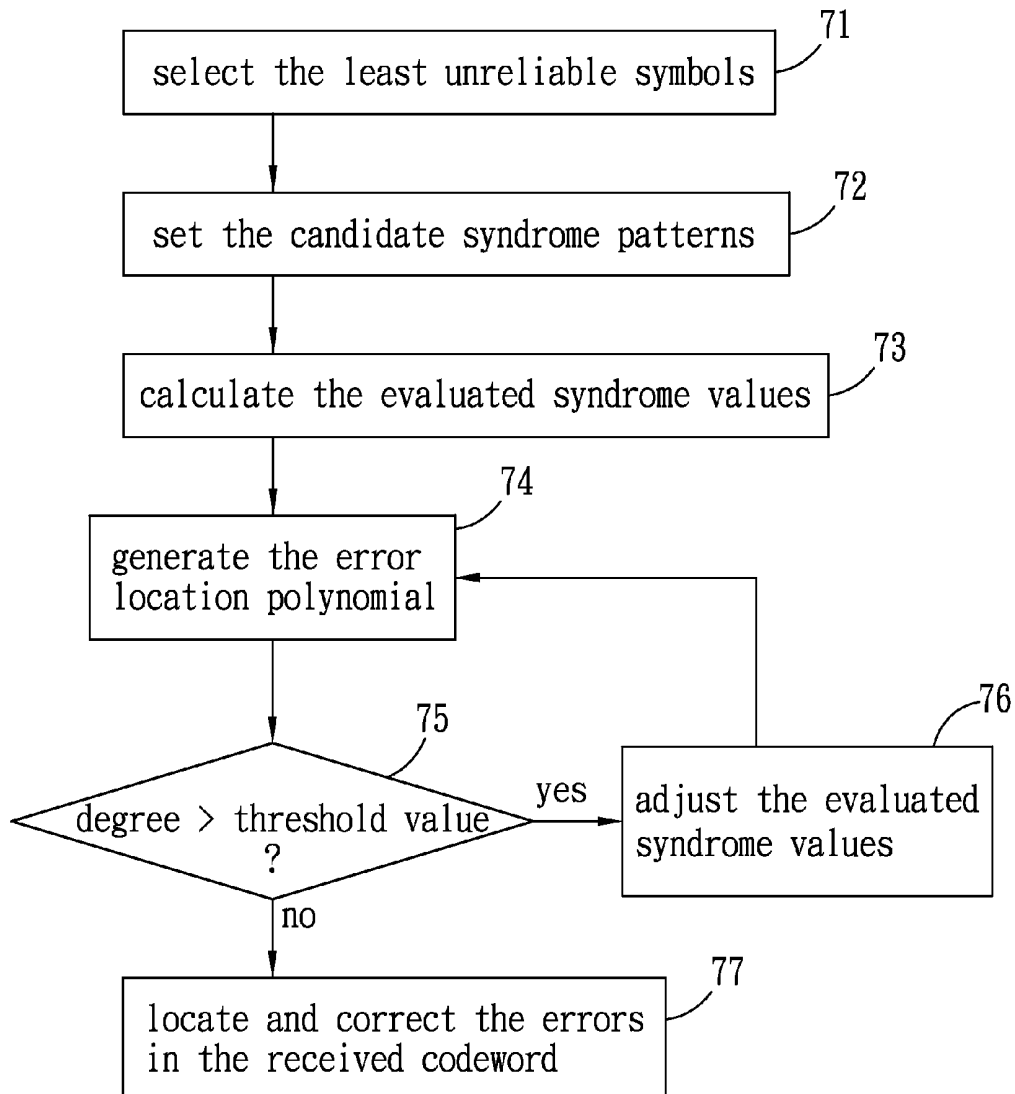 71
select the least unreliable symbols
72
set the candidate syndrome patterns
73
calculate the evaluated syndrome values
74
generate the error
location polynomial
75
degree > threshold value
?
yes
76
adjust the evaluated
syndrome values
no
77
locate and correct the errors
in the received codeword